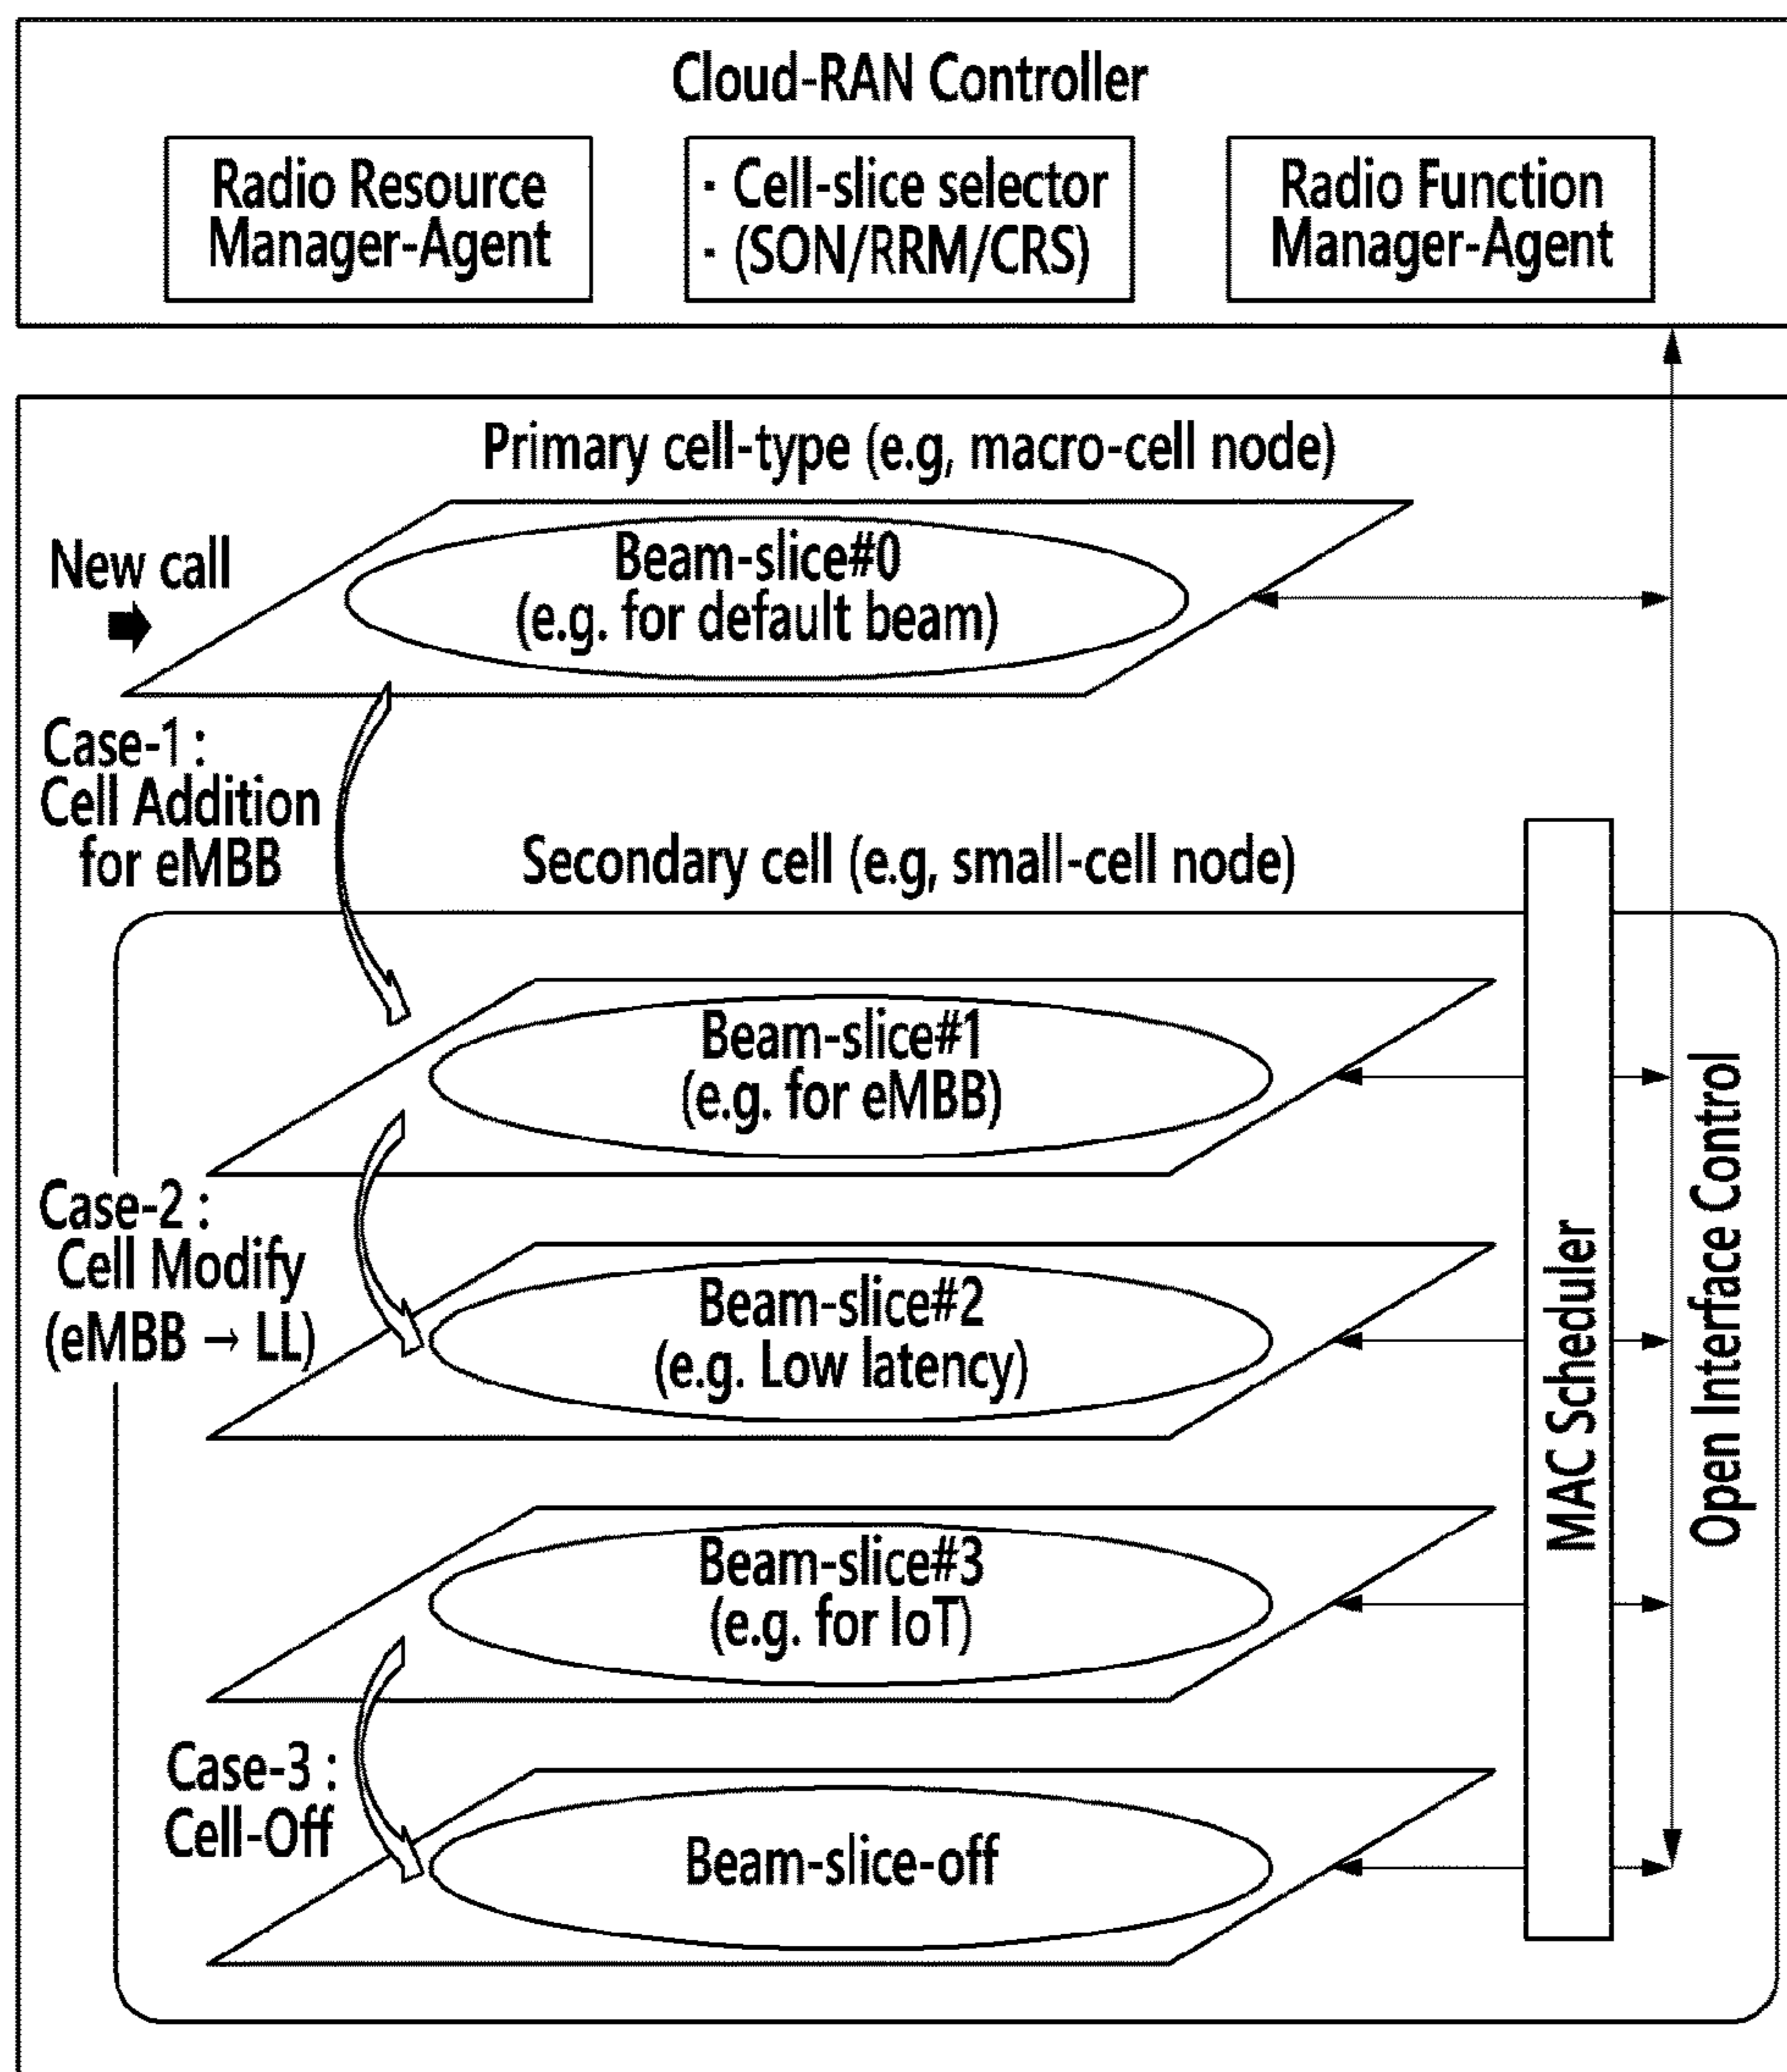 Cloud-RAN Controller
Radio Resource
Manager-Agent
· Cell-slice selector
· (SON/RRM/CRS)
Radio Function
Manager-Agent
Primary cell-type (e.g, macro-cell node)
New call
Beam-slice#0
(e.g. for default beam)
Case-1 :
Cell Addition
for eMBB
Secondary cell (e.g, small-cell node)
Beam-slice#1
(e.g. for eMBB)
Case-2 :
Cell Modify
(eMBB → LL)
Beam-slice#2
(e.g. Low latency)
Beam-slice#3
(e.g. for IoT)
Case-3 :
Cell-Off
Beam-slice-off
MAC Scheduler
Open Interface Control